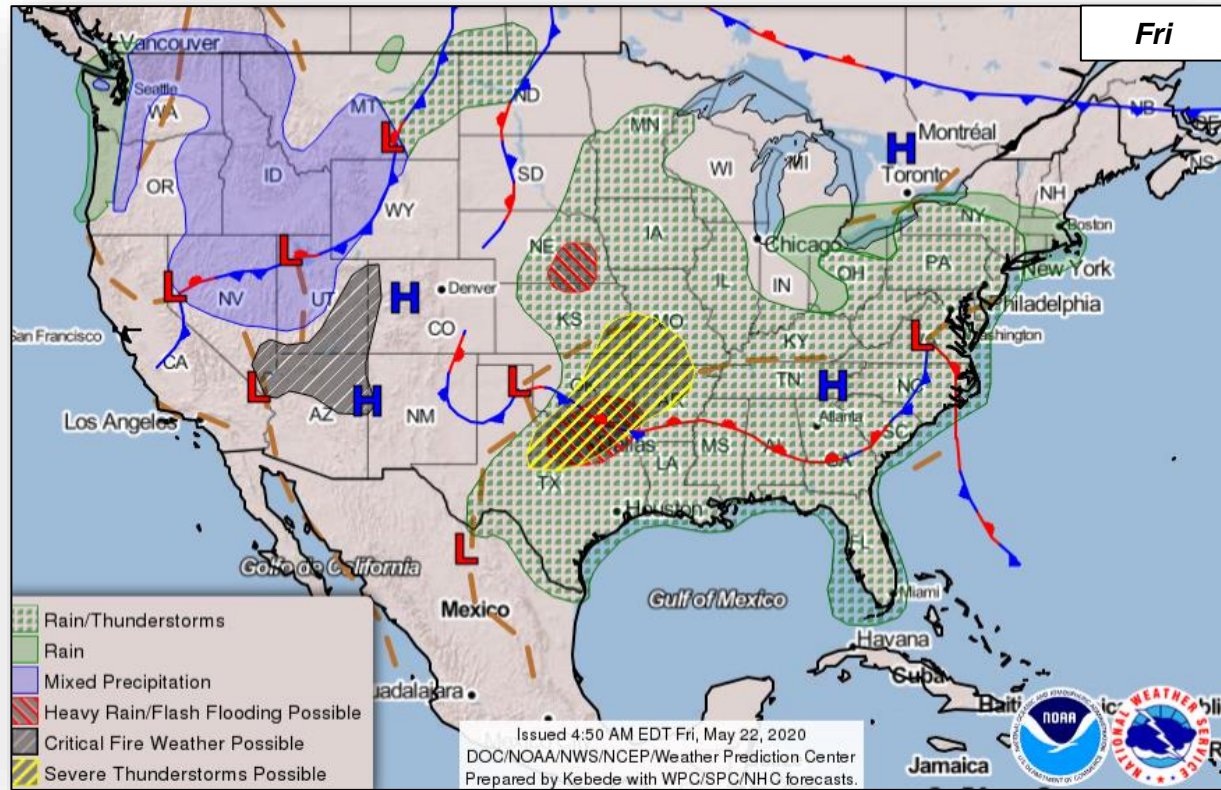 Fri
Vancouver
Seattle
WA
MT
ND
MN
Montréal
NB
PE
NS
OR
ID
SD
WI
MI
Toronto
NH
WY
NY
Boston
NE
IA
Chicago
OH
PA
New York
NV
UT
Denver
CO
IL
IN
Philadelphia
San Francisco
KS
MO
KY
Washington
CA
OK
TN
NC
Los Angeles
AZ
NM
AR
Atlanta
SC
Dallas
MS
AL
GA
TX
LA
Houston
FL
Golfo de California
Gulf of Mexico
Miami
Mexico
Havana
Cuba
Guadalajara
Jamaica
H
H
H
H
L
L
L
L
L
L
L
Rain/Thunderstorms
Rain
Mixed Precipitation
Heavy Rain/Flash Flooding Possible
Critical Fire Weather Possible
Severe Thunderstorms Possible
Issued 4:50 AM EDT Fri, May 22, 2020
DOC/NOAA/NWS/NCEP/Weather Prediction Center
Prepared by Kebede with WPC/SPC/NHC forecasts.
NOAA
NATIONAL WEATHER SERVICE